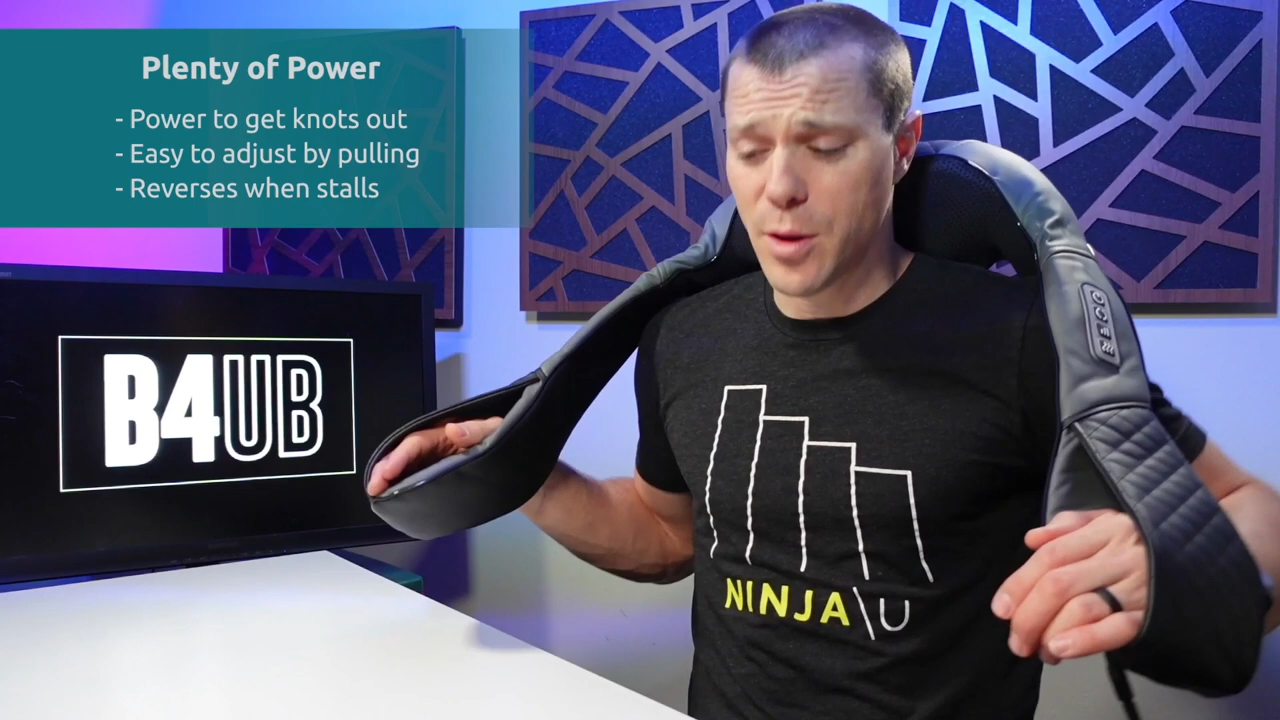 Plenty of Power
- Power to get knots out
- Easy to adjust by pulling
- Reverses when stalls
B4UB
NINJA\U